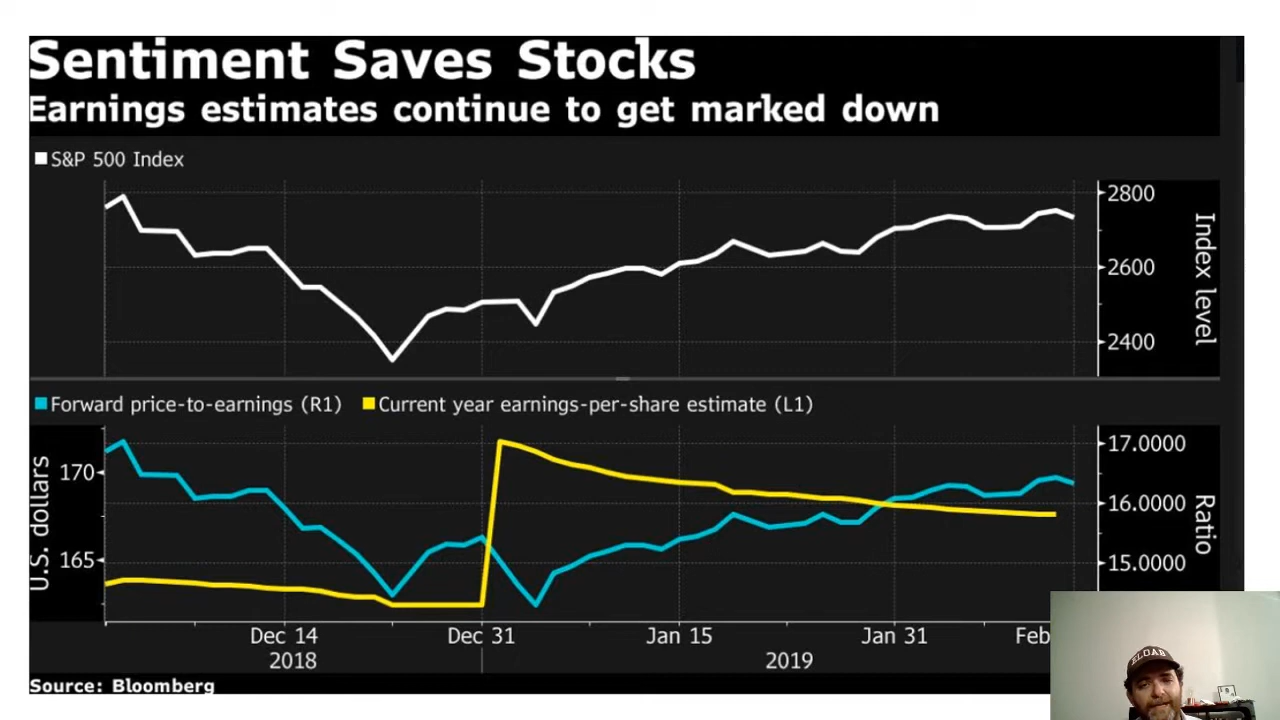 Sentiment Saves Stocks
Earnings estimates continue to get marked down
S&P 500 Index
2800
2600
2400
Index level
Forward price-to-earnings (R1) Current year earnings-per-share estimate (L1)
170
165
U.S. dollars
17.0000
16.0000
15.0000
Ratio
Dec 14 Dec 31 Jan 15 Jan 31 Feb
2018 2019
Source: Bloomberg
ELOAB